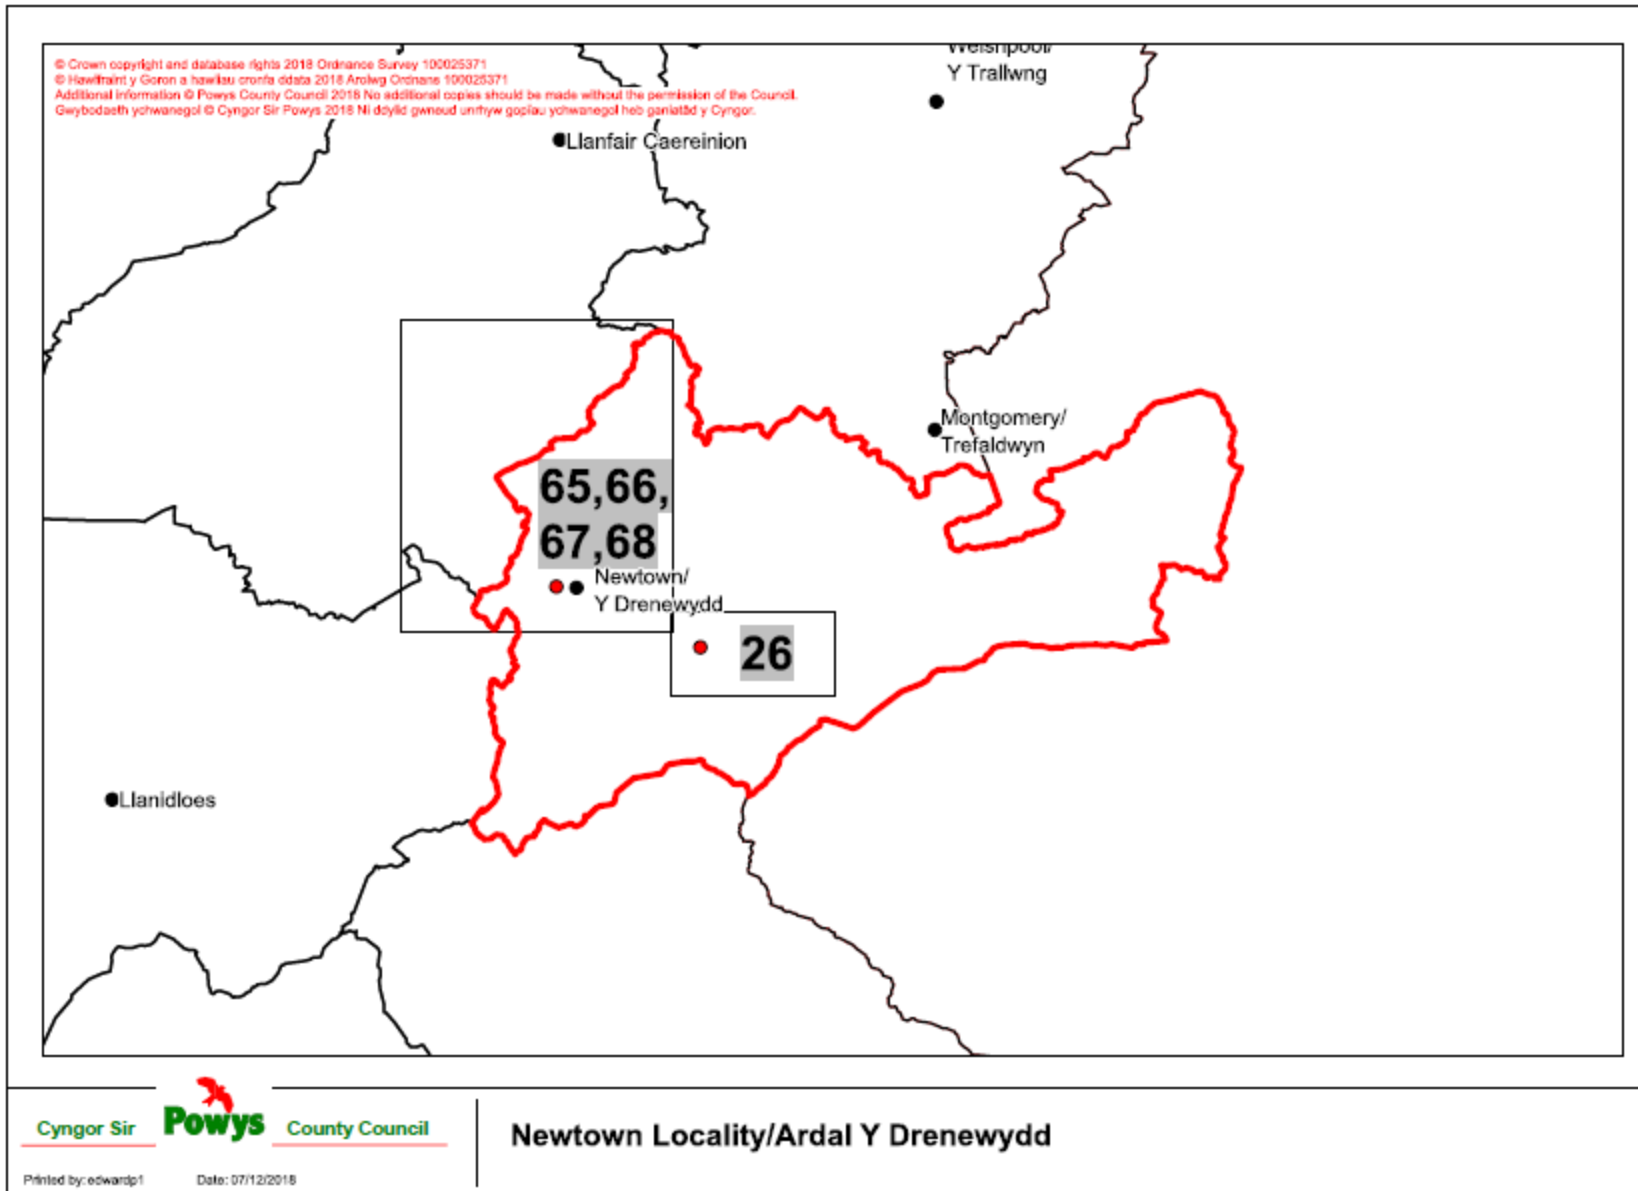 © Crown copyright and database rights 2018 Ordnance Survey 100025371
© Hawlfraint y Goron a hawliau cronfa ddata 2018 Arolwg Ordnans 100025371
Additional information © Powys County Council 2018 No additional copies should be made without the permission of the Council.
Gwybodaeth ychwanegol © Cyngor Sir Powys 2018 Ni ddylid gwneud unrhyw gopïau ychwanegol heb ganiatâd y Cyngor.
Welshpool/
Y Trallwng
Llanfair Caereinion
Montgomery/
Trefaldwyn
65,66,
67,68
Newtown/
Y Drenewydd
26
Llanidloes
Cyngor Sir Powys County Council
Newtown Locality/Ardal Y Drenewydd
Printed by: edwardp1 Date: 07/12/2018